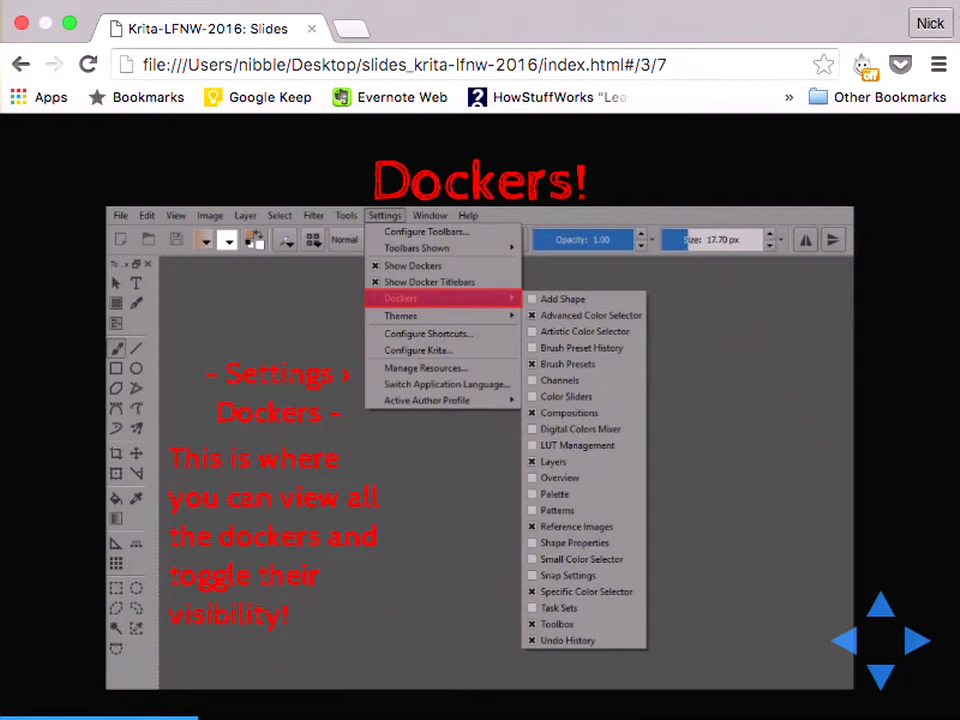 Krita-LFNW-2016: Slides
Nick
file:///Users/nibble/Desktop/slides_krita-lfnw-2016/index.html#/3/7
off
Apps
Bookmarks
Google Keep
Evernote Web
HowStuffWorks "Lea
»
Other Bookmarks
Dockers!
File Edit View Image Layer Select Filter Tools Settings Window Help
Normal
Opacity: 1.00
Size: 17.70 px
To...
Configure Toolbars...
Toolbars Shown
Show Dockers
Show Docker Titlebars
Dockers
Themes
Configure Shortcuts...
Configure Krita...
Manage Resources...
Switch Application Language...
Active Author Profile
Add Shape
Advanced Color Selector
Artistic Color Selector
Brush Preset History
Brush Presets
Channels
Color Sliders
Compositions
Digital Colors Mixer
LUT Management
Layers
Overview
Palette
Patterns
Reference Images
Shape Properties
Small Color Selector
Snap Settings
Specific Color Selector
Task Sets
Toolbox
Undo History
- Settings >
Dockers -
This is where
you can view all
the dockers and
toggle their
visibility!